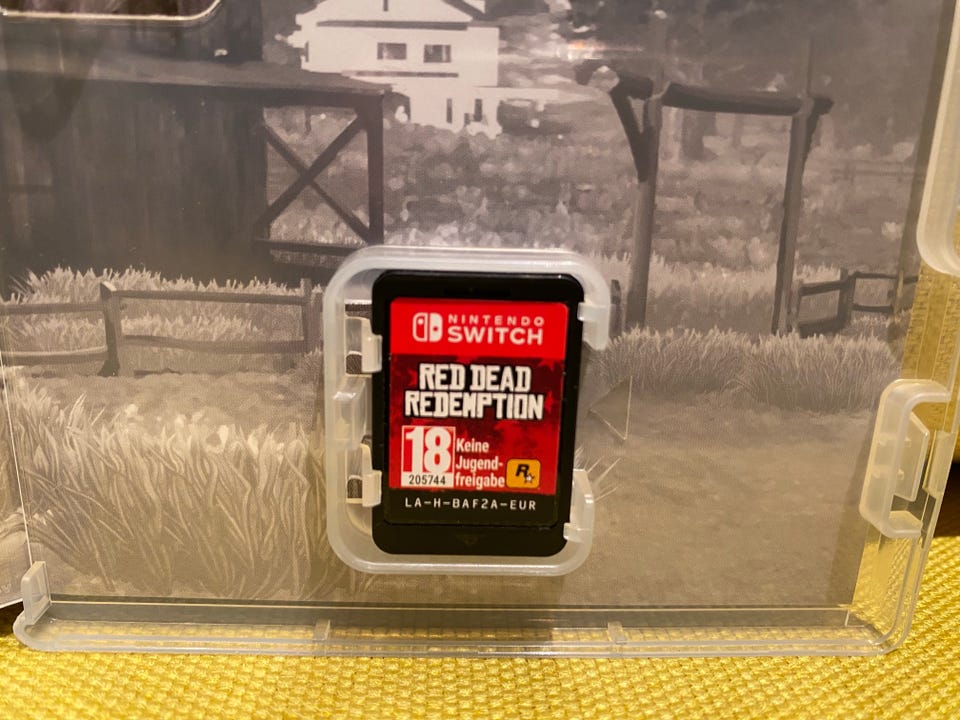 NINTENDO
SWITCH
RED DEAD
REDEMPTION
18
205744
Keine
Jugend-
freigabe
R
LA-H-BAF2A-EUR